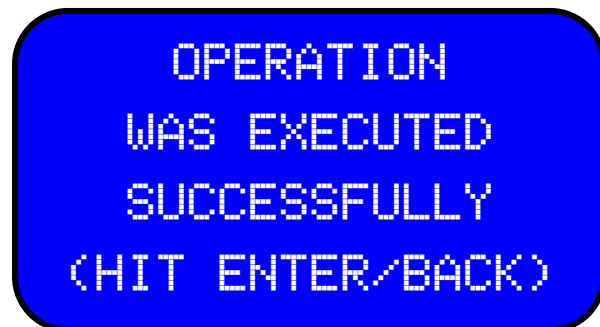 OPERATION
WAS EXECUTED
SUCCESSFULLY
(HIT ENTER/BACK)